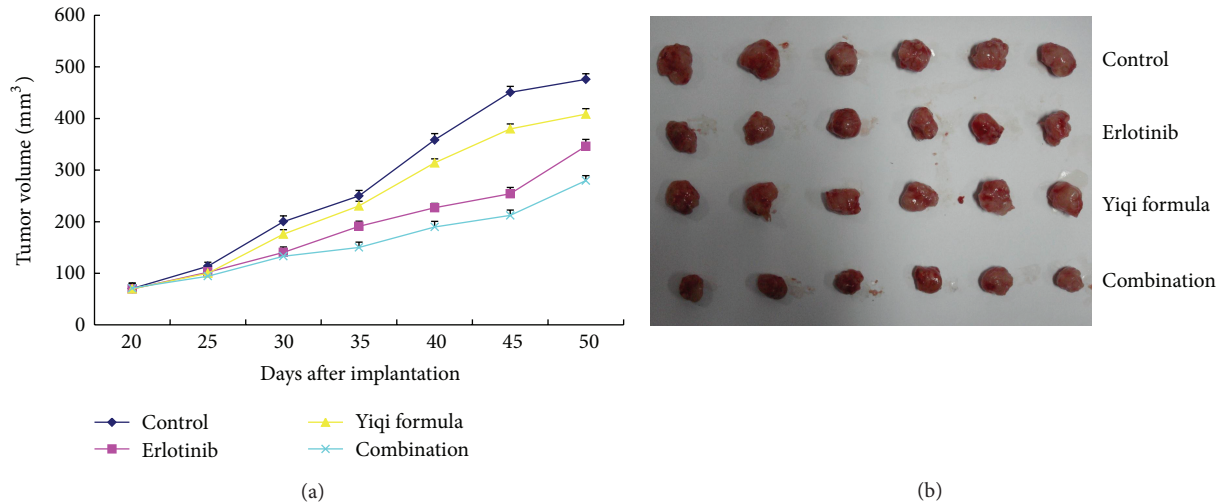 600
500
400
300
200
100
0
Tumor volume (mm³)
20 25 30 35 40 45 50
Days after implantation
Control
Yiqi formula
Erlotinib
Combination
(a)
Control
Erlotinib
Yiqi formula
Combination
(b)